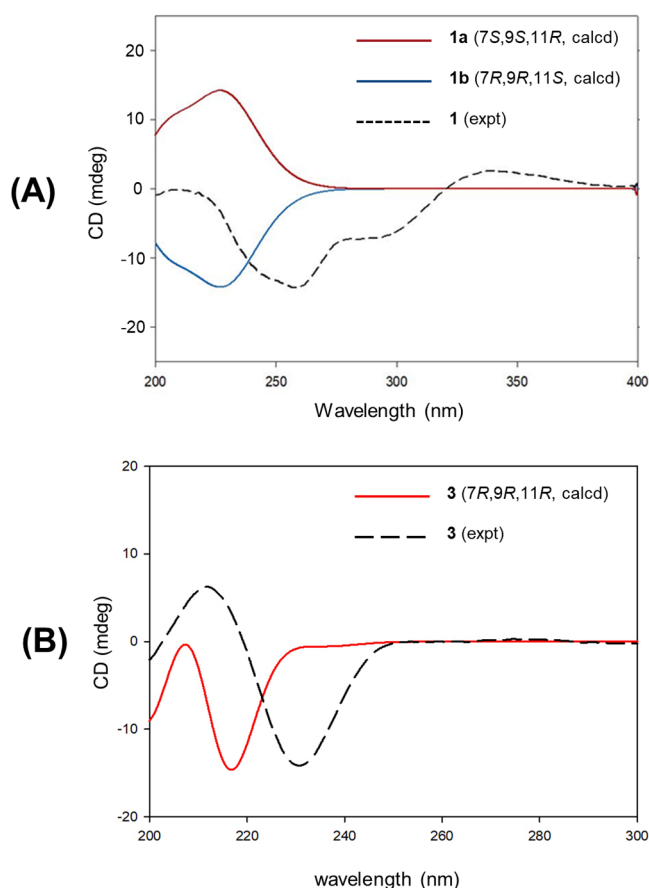 20
10
0
-10
-20
CD (mdeg)
(A)
1a (7S,9S,11R, calcd)
1b (7R,9R,11S, calcd)
1 (expt)
200 250 300 350 400
Wavelength (nm)
20
10
0
-10
-20
CD (mdeg)
(B)
3 (7R,9R,11R, calcd)
3 (expt)
200 220 240 260 280 300
wavelength (nm)